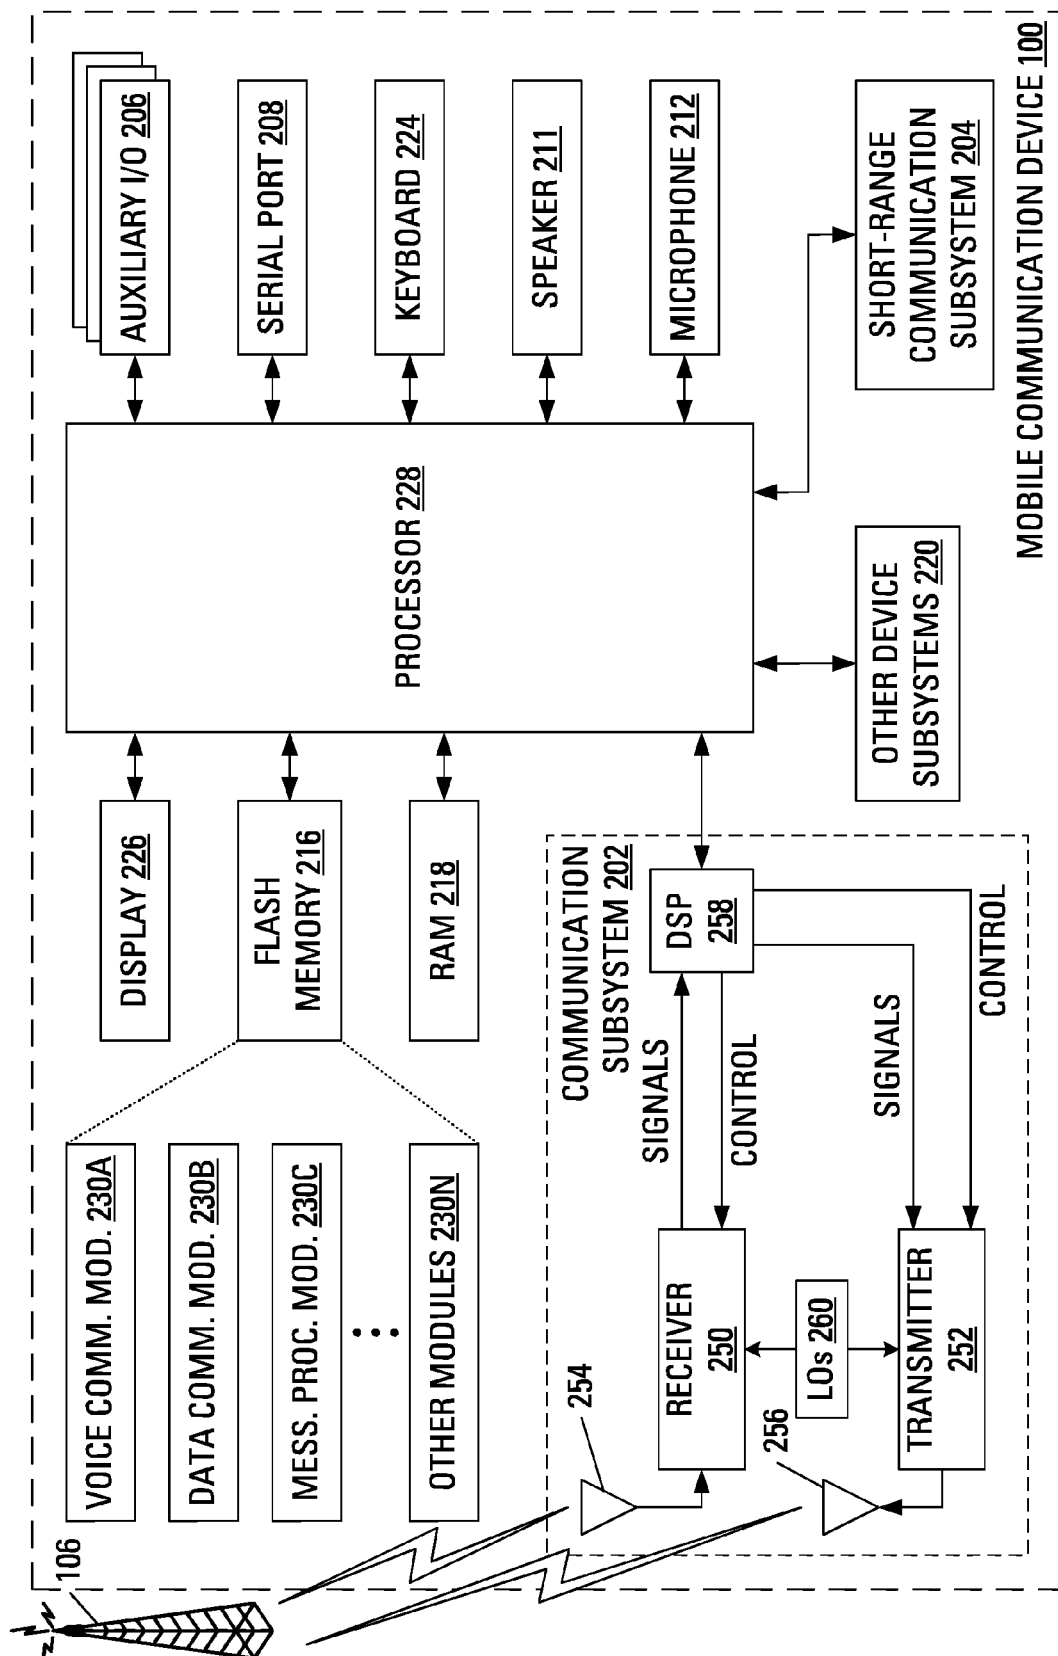 106
VOICE COMM. MOD. 230A
DATA COMM. MOD. 230B
MESS. PROC. MOD. 230C
OTHER MODULES 230N
DISPLAY 226
FLASH
MEMORY 216
RAM 218
PROCESSOR 228
AUXILIARY I/O 206
SERIAL PORT 208
KEYBOARD 224
SPEAKER 211
MICROPHONE 212
COMMUNICATION
SUBSYSTEM 202
254
RECEIVER
250
SIGNALS
CONTROL
DSP
258
LOs 260
256
TRANSMITTER
252
SIGNALS
CONTROL
OTHER DEVICE
SUBSYSTEMS 220
SHORT-RANGE
COMMUNICATION
SUBSYSTEM 204
MOBILE COMMUNICATION DEVICE 100